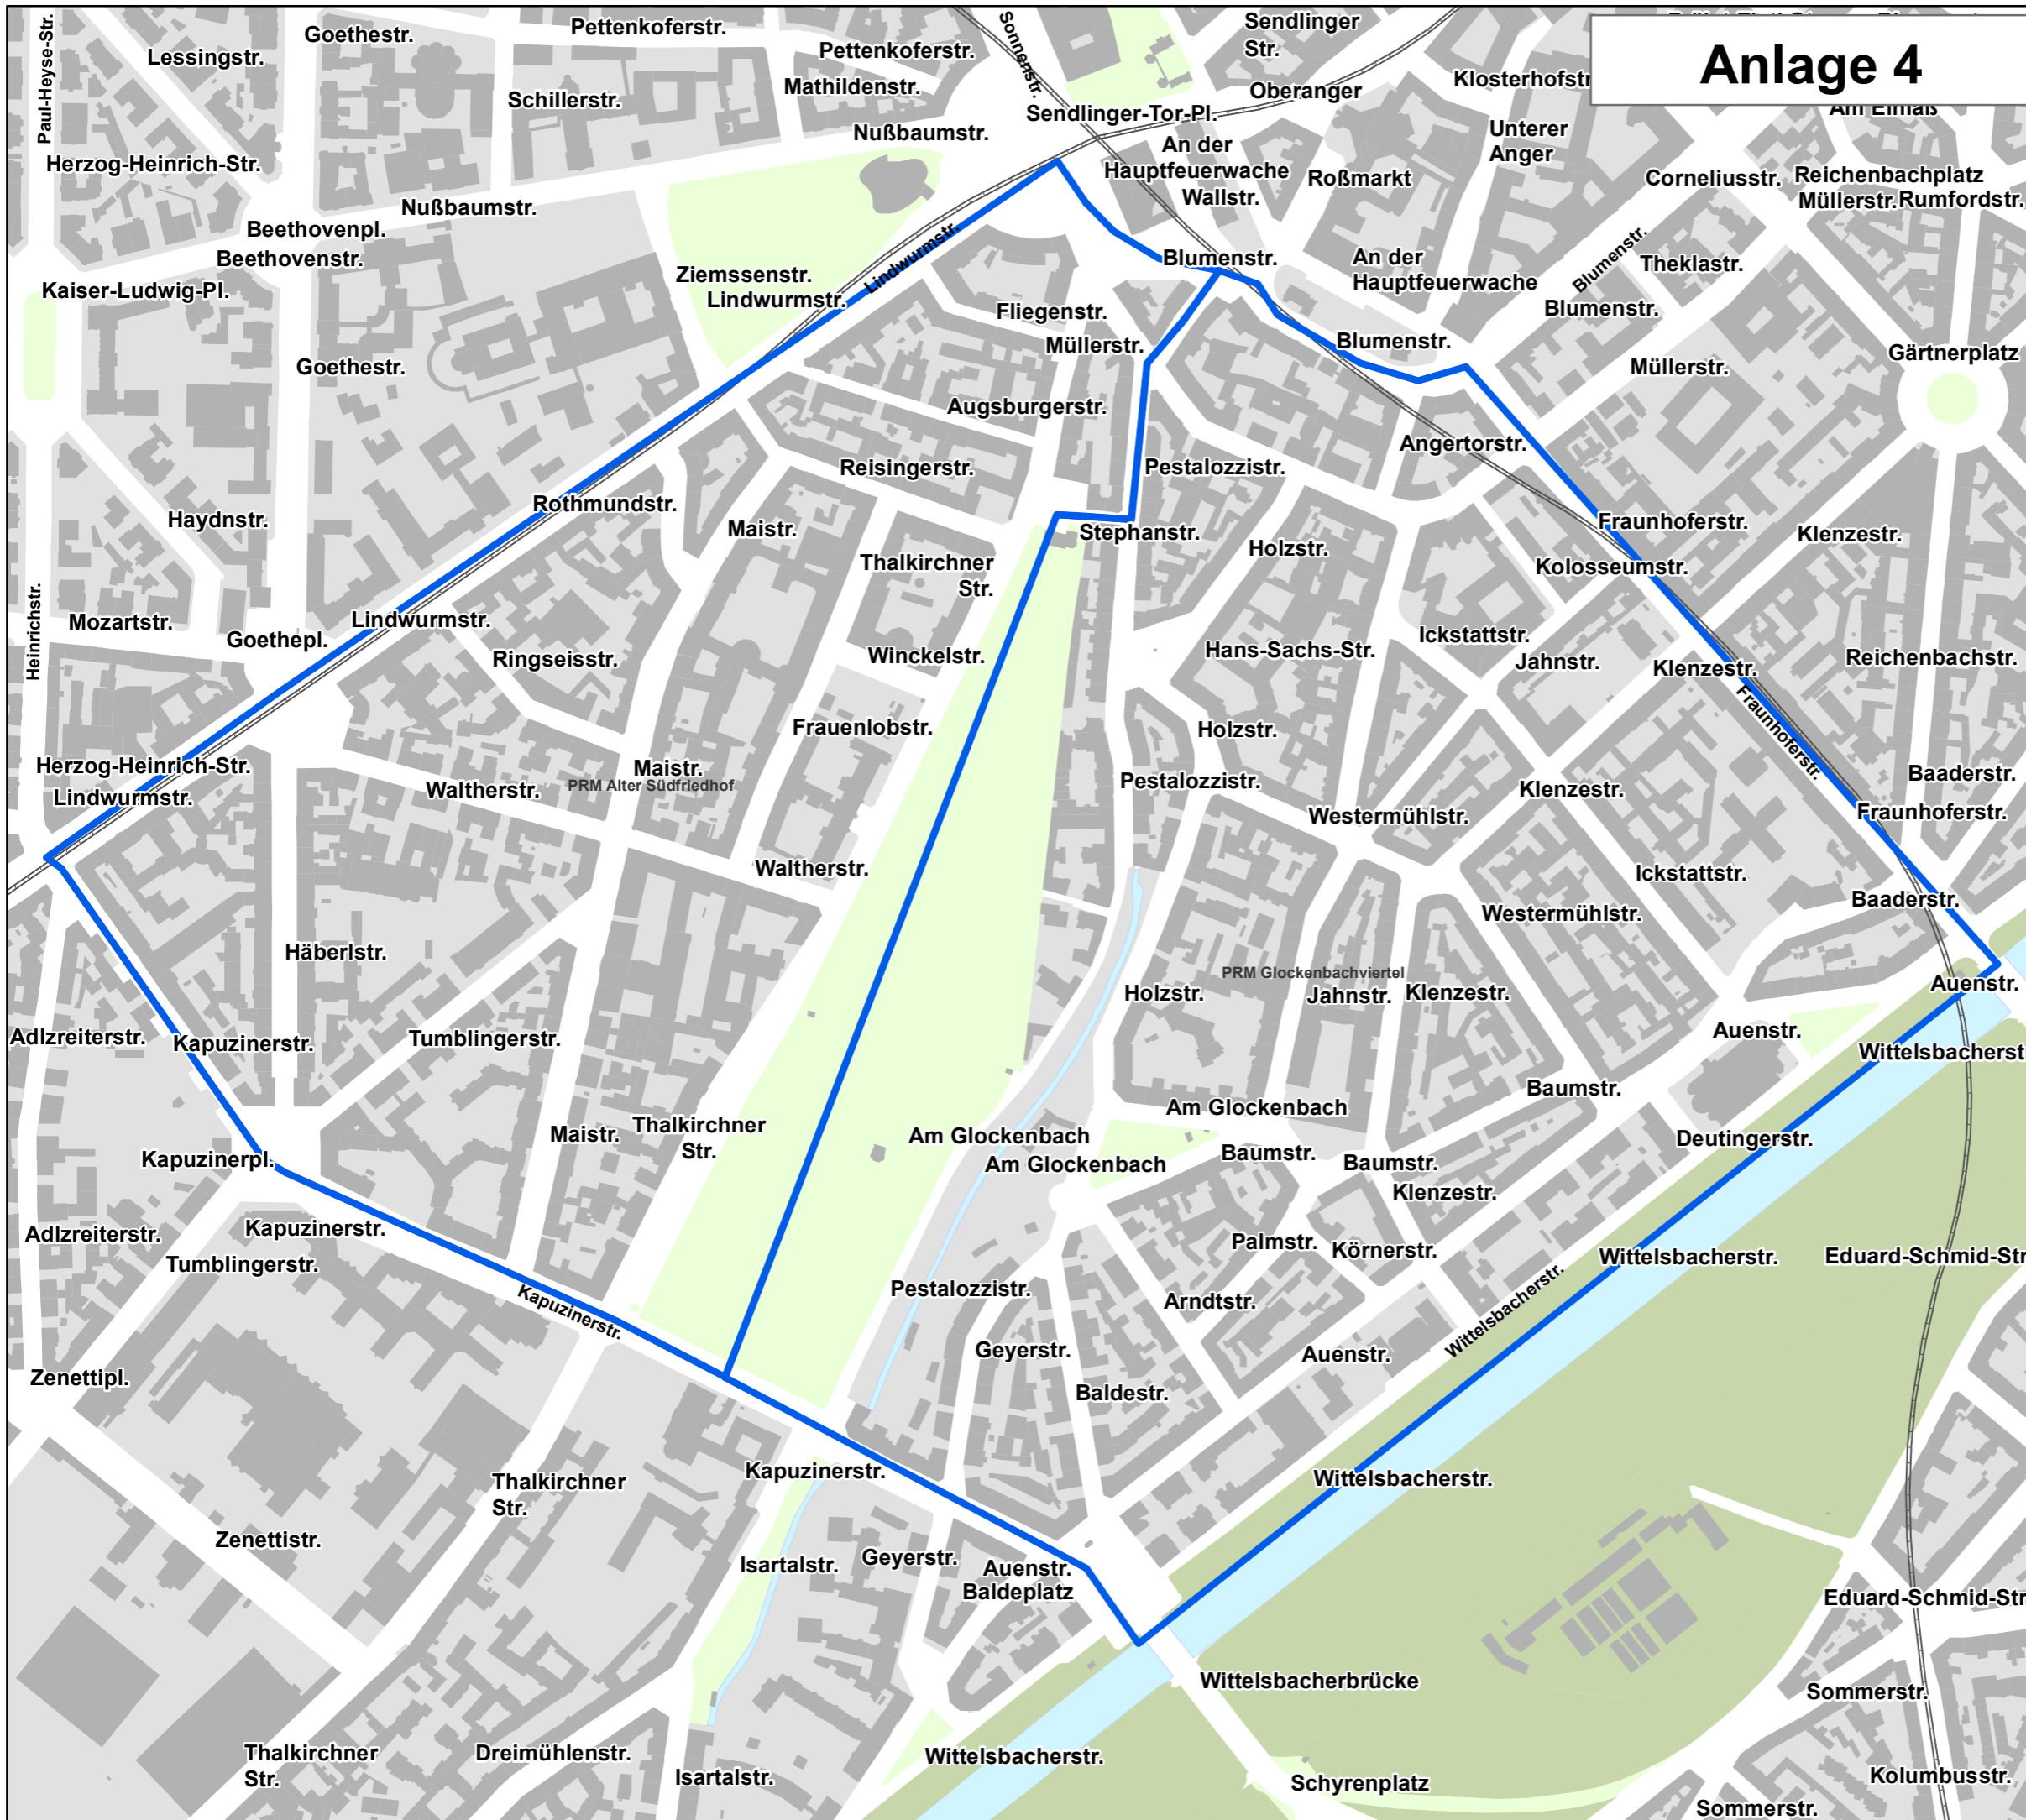 Anlage 4
Paul-Heyse-Str.
Lessingstr.
Goethestr.
Pettenkoferstr.
Pettenkoferstr.
Sonnenstr.
Sendlinger
Str.
Mathildenstr.
Schillerstr.
Oberanger
Klosterhofstr
Am Einlaß
Sendlinger-Tor-Pl.
Nußbaumstr.
Unterer
Anger
An der
Hauptfeuerwache
Wallstr.
Herzog-Heinrich-Str.
Roßmarkt
Corneliusstr.
Reichenbachplatz
Müllerstr.
Rumfordstr.
Nußbaumstr.
Beethovenpl.
Beethovenstr.
Lindwurmstr.
Blumenstr.
An der
Hauptfeuerwache
Blumenstr.
Theklastr.
Ziemssenstr.
Lindwurmstr.
Kaiser-Ludwig-Pl.
Blumenstr.
Fliegenstr.
Müllerstr.
Blumenstr.
Gärtnerplatz
Goethestr.
Müllerstr.
Augsburgerstr.
Angertorstr.
Reisingerstr.
Pestalozzistr.
Rothmundstr.
Haydnstr.
Maistr.
Fraunhoferstr.
Klenzestr.
Stephanstr.
Holzstr.
Thalkirchner
Str.
Kolosseumstr.
Heinrichstr.
Mozartstr.
Lindwurmstr.
Goethepl.
Ickstattstr.
Hans-Sachs-Str.
Ringseisstr.
Winckelstr.
Jahnstr.
Klenzestr.
Reichenbachstr.
Fraunhoferstr.
Frauenlobstr.
Holzstr.
Herzog-Heinrich-Str.
Maistr.
PRM Alter Südfriedhof
Baaderstr.
Lindwurmstr.
Waltherstr.
Pestalozzistr.
Klenzestr.
Westermühlstr.
Fraunhoferstr.
Waltherstr.
Ickstattstr.
Baaderstr.
Westermühlstr.
Häberlstr.
PRM Glockenbachviertel
Holzstr.
Jahnstr.
Klenzestr.
Auenstr.
Adlzreiterstr.
Kapuzinerstr.
Tumblingerstr.
Auenstr.
Wittelsbacherst
Baumstr.
Am Glockenbach
Thalkirchner
Str.
Maistr.
Am Glockenbach
Am Glockenbach
Deutingerstr.
Kapuzinerpl.
Baumstr.
Baumstr.
Klenzestr.
Adlzreiterstr.
Kapuzinerstr.
Tumblingerstr.
Palmstr.
Körnerstr.
Wittelsbacherstr.
Eduard-Schmid-Str
Kapuzinerstr.
Pestalozzistr.
Arndtstr.
Wittelsbacherstr.
Zenettipl.
Geyerstr.
Auenstr.
Baldestr.
Thalkirchner
Str.
Kapuzinerstr.
Wittelsbacherstr.
Zenettistr.
Isartalstr.
Geyerstr.
Auenstr.
Baldeplatz
Eduard-Schmid-Str
Wittelsbacherbrücke
Sommerstr.
Thalkirchner
Str.
Dreimühlenstr.
Isartalstr.
Wittelsbacherstr.
Schyrenplatz
Kolumbusstr.
Sommerstr.